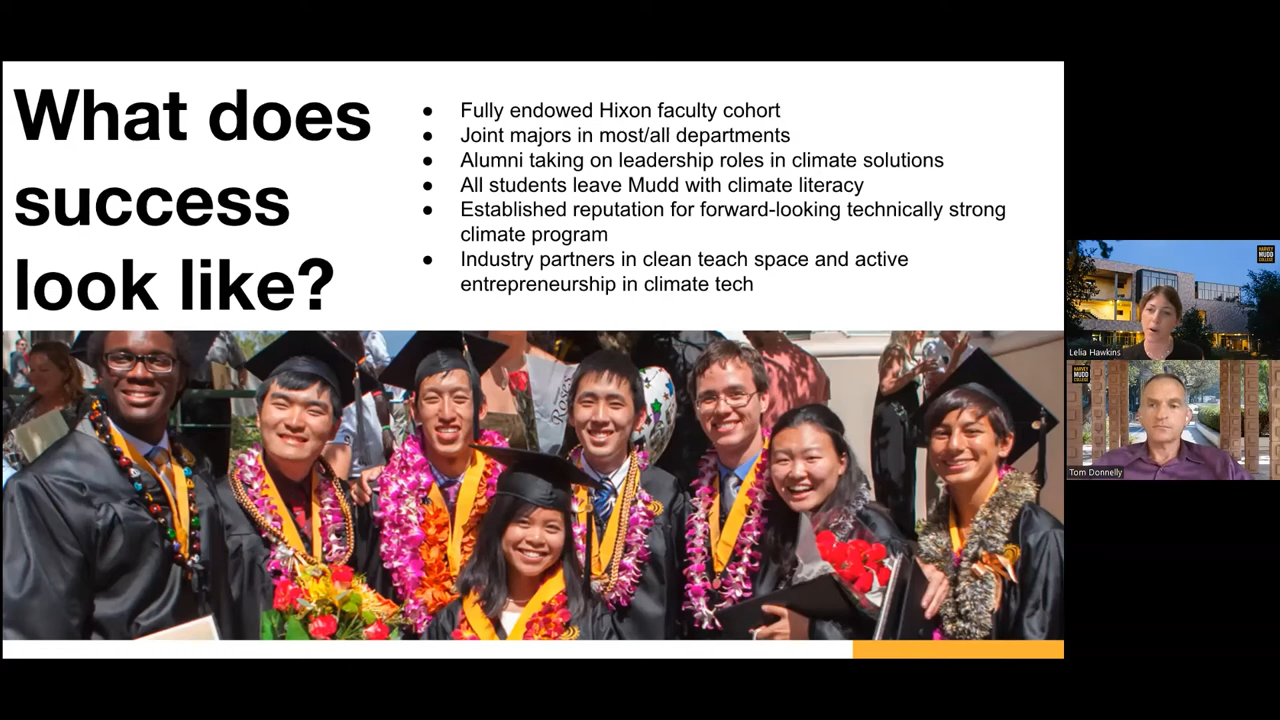 What does
success
look like?
● Fully endowed Hixon faculty cohort
● Joint majors in most/all departments
● Alumni taking on leadership roles in climate solutions
● All students leave Mudd with climate literacy
● Established reputation for forward-looking technically strong
climate program
● Industry partners in clean teach space and active
entrepreneurship in climate tech
HARVEY
MUDD
COLLEGE
Lelia Hawkins
HARVEY
MUDD
COLLEGE
Tom Donnelly